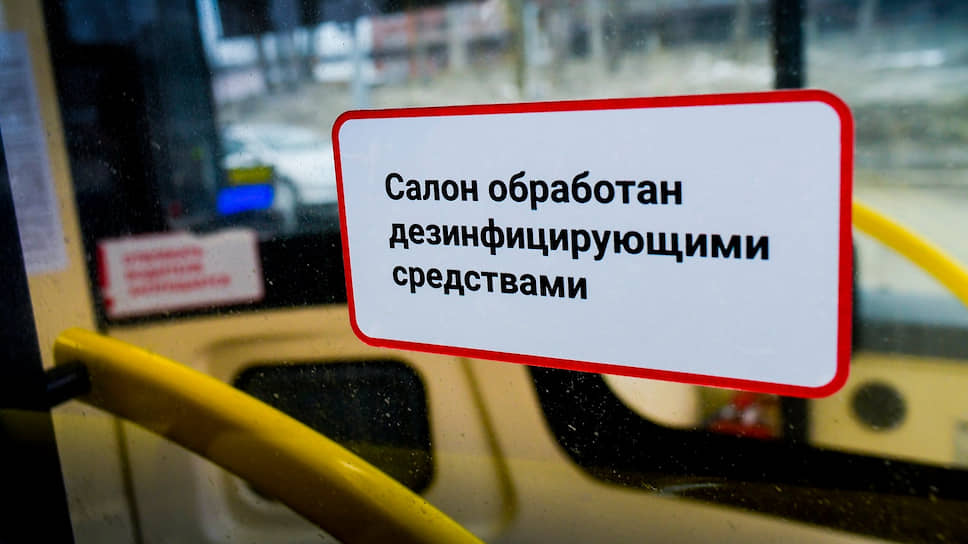 Салон обработан
дезинфицирующими
средствами